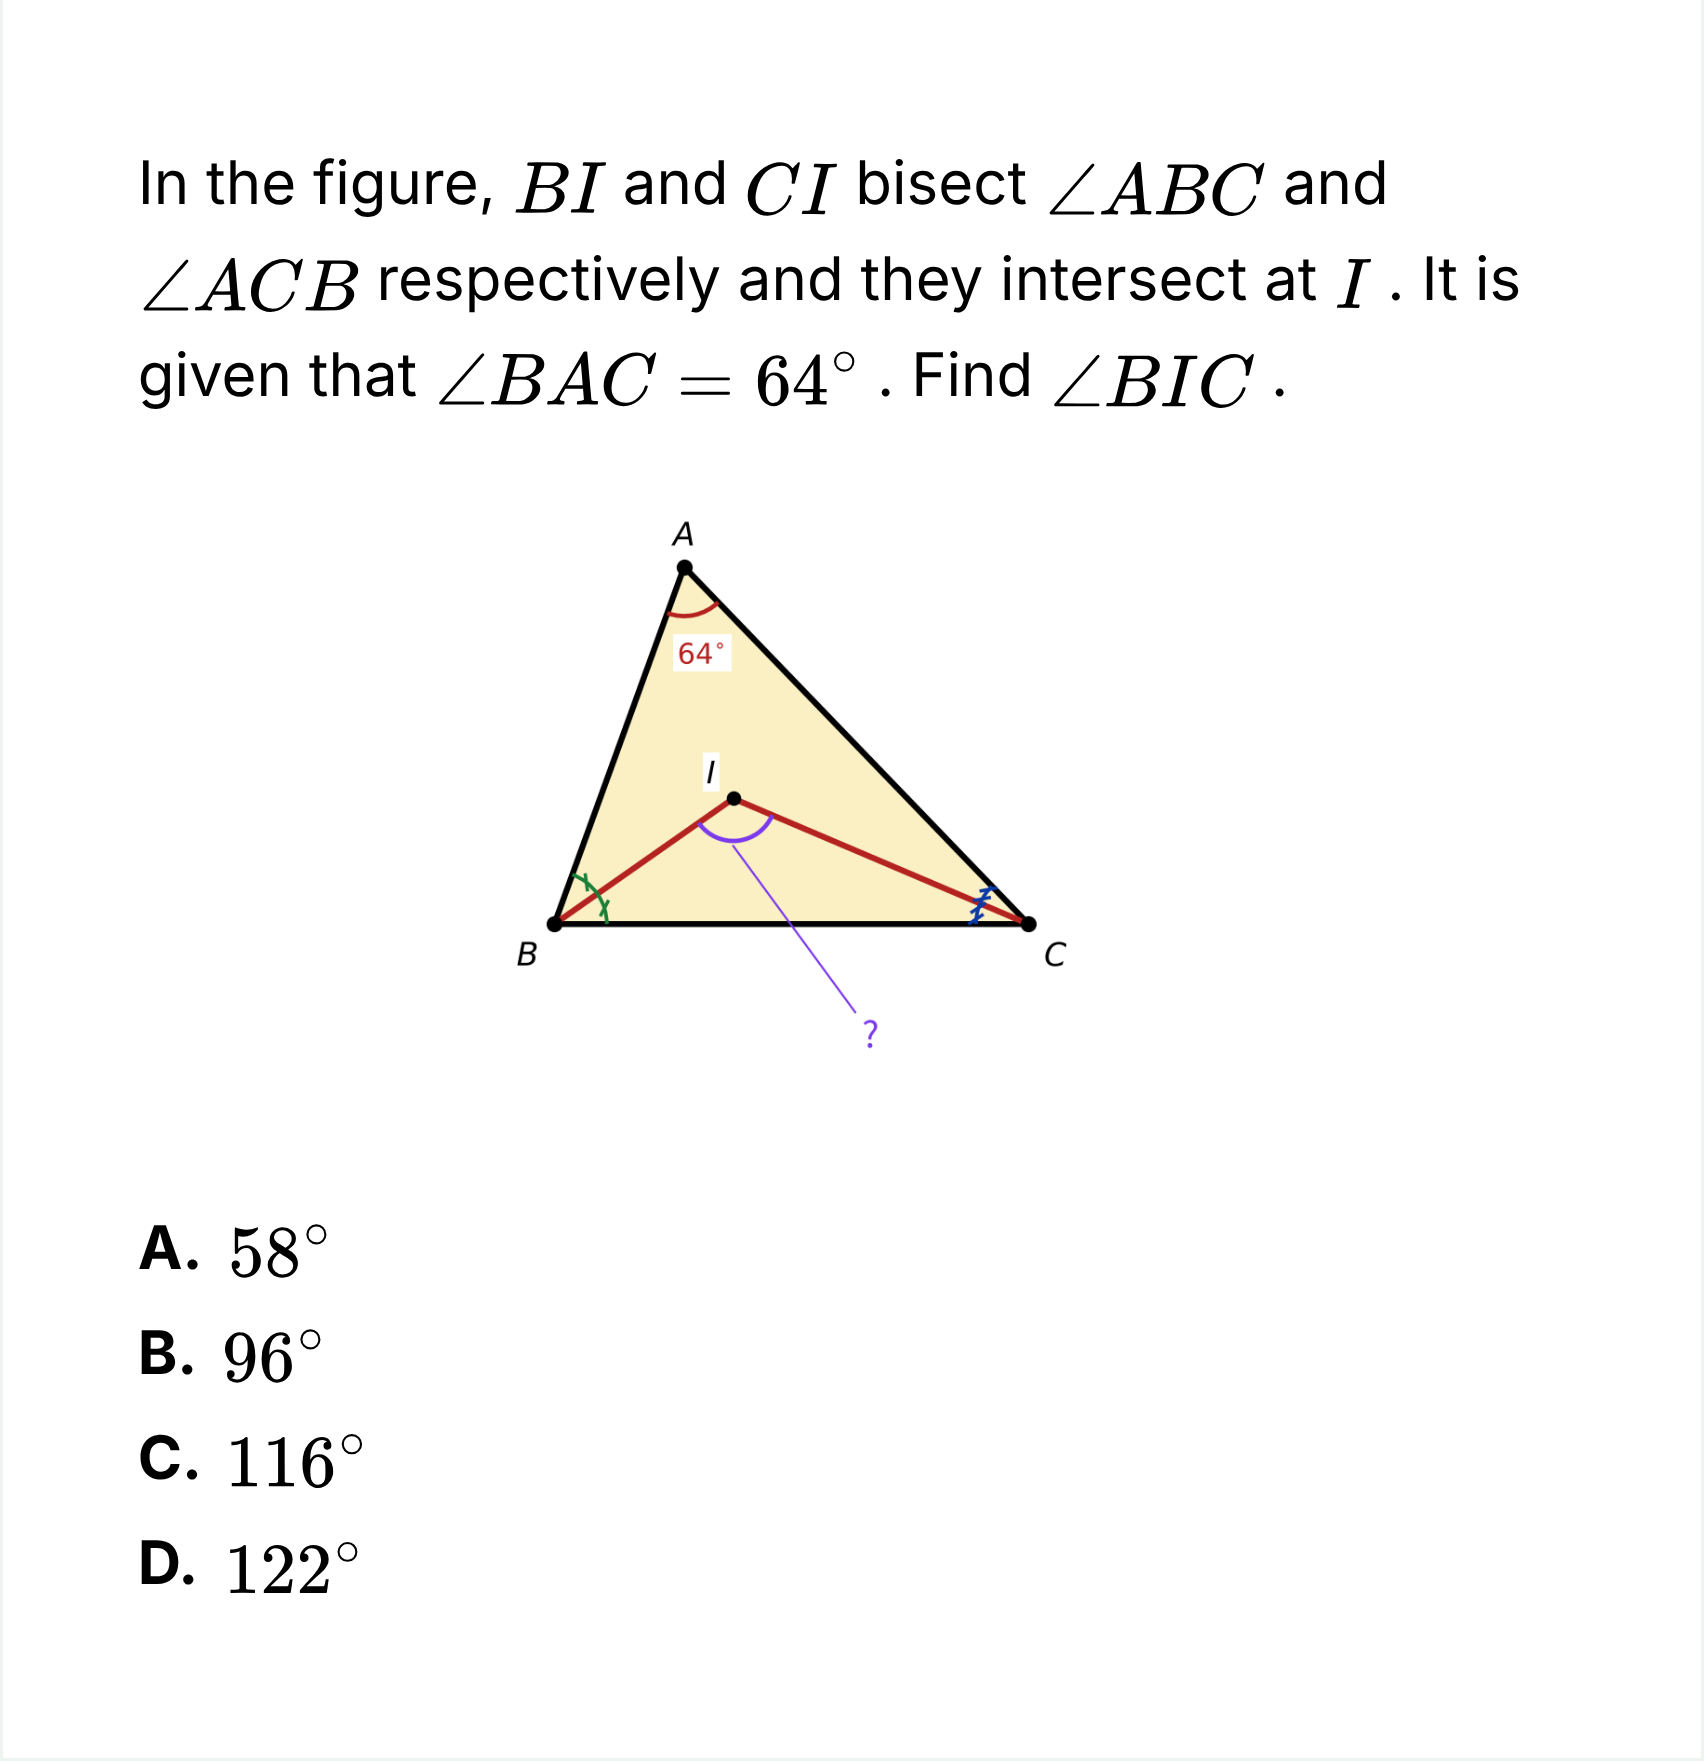 In the figure, BI and CI bisect ∠ABC and
∠ACB respectively and they intersect at I . It is
given that ∠BAC = 64° . Find ∠BIC .
A
64°
I
B
C
?
A. 58°
B. 96°
C. 116°
D. 122°